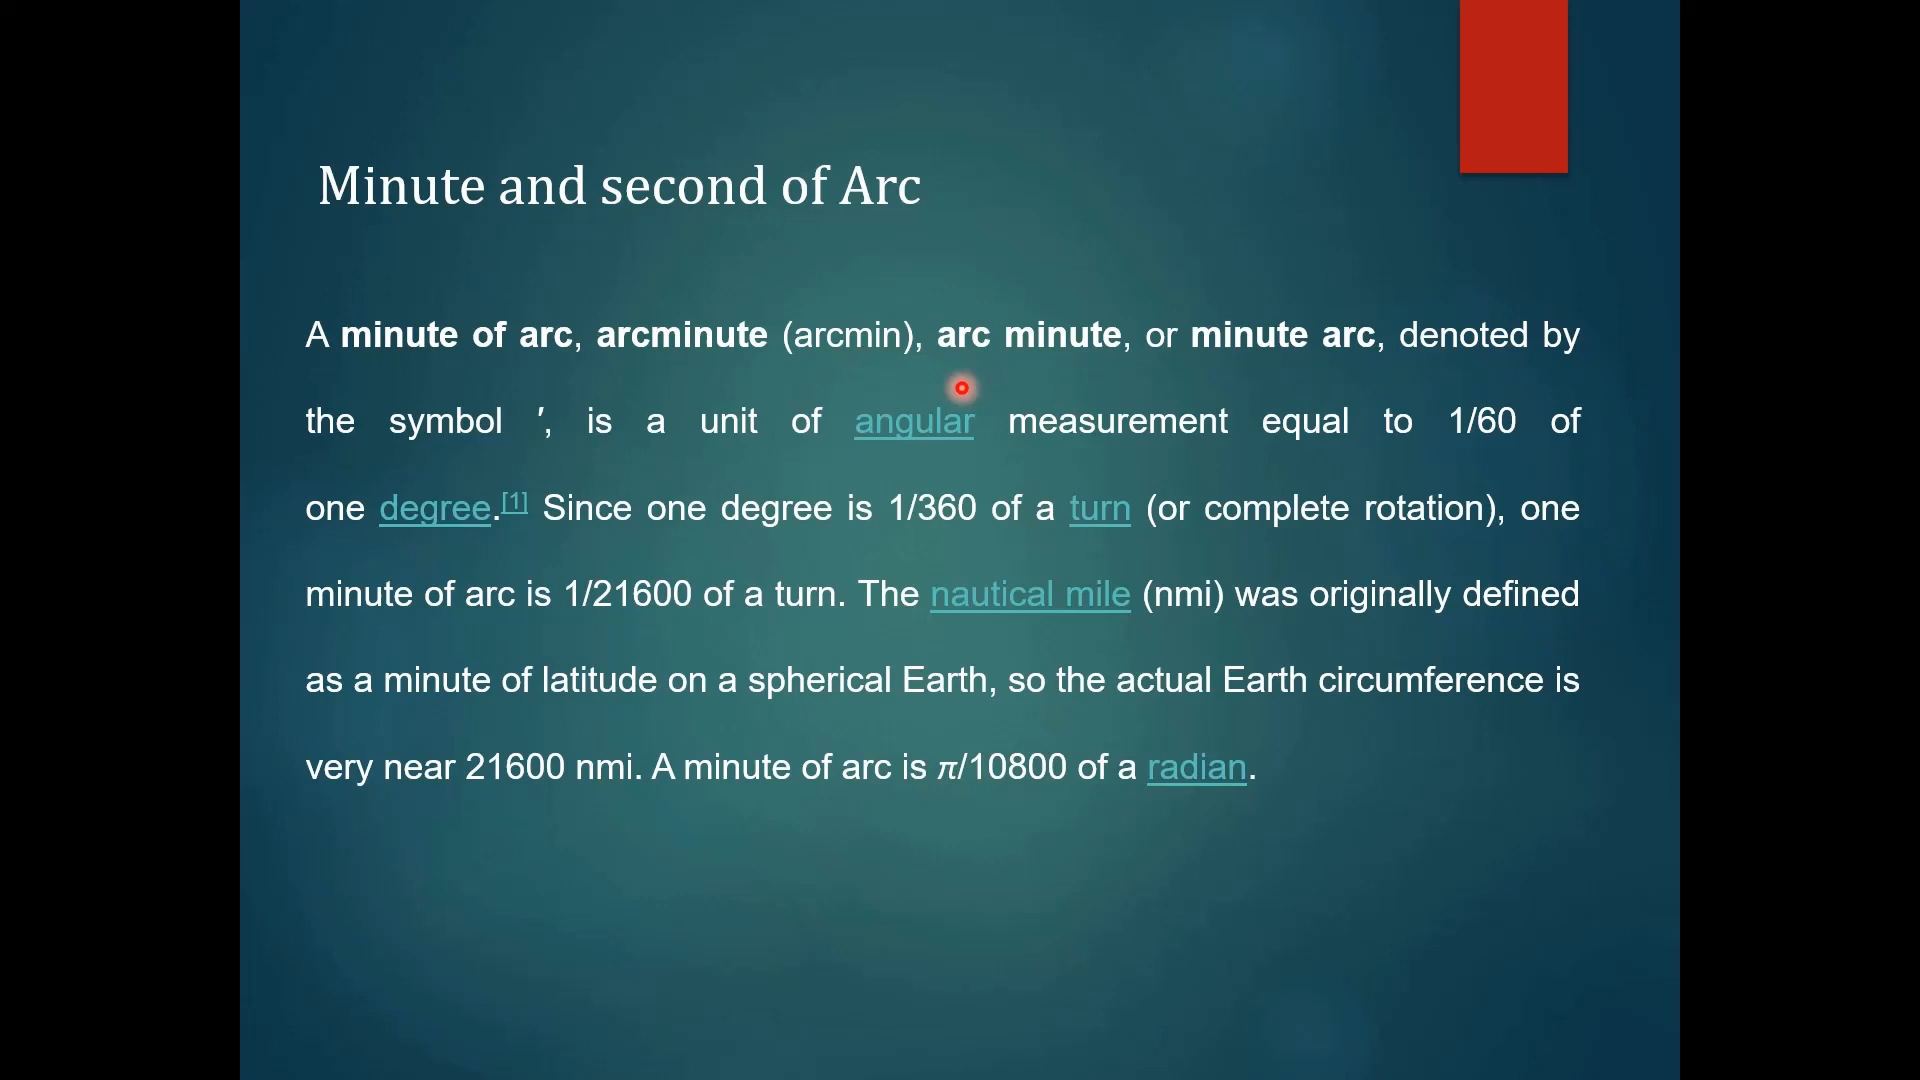 Minute and second of Arc
A minute of arc, arcminute (arcmin), arc minute, or minute arc, denoted by
the symbol ′, is a unit of angular measurement equal to 1/60 of
one degree.[1] Since one degree is 1/360 of a turn (or complete rotation), one
minute of arc is 1/21600 of a turn. The nautical mile (nmi) was originally defined
as a minute of latitude on a spherical Earth, so the actual Earth circumference is
very near 21600 nmi. A minute of arc is π/10800 of a radian.